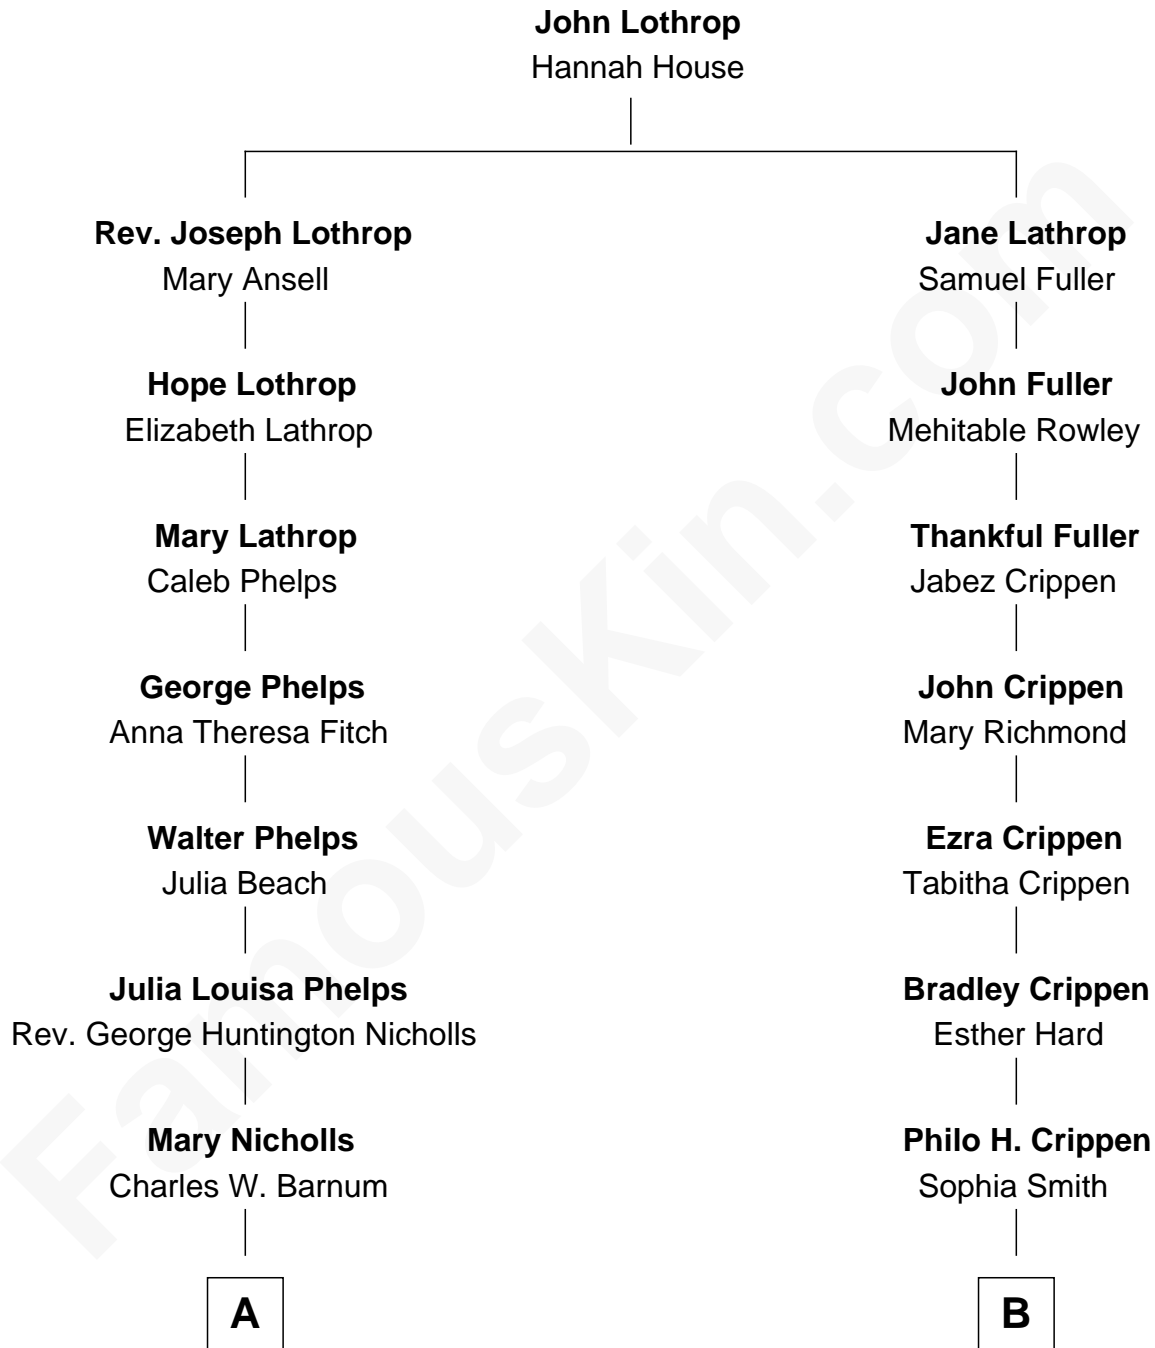 John Lothrop
Hannah House
Rev. Joseph Lothrop
Mary Ansell
Hope Lothrop
Elizabeth Lathrop
Mary Lathrop
Caleb Phelps
George Phelps
Anna Theresa Fitch
Walter Phelps
Julia Beach
Julia Louisa Phelps
Rev. George Huntington Nicholls
Mary Nicholls
Charles W. Barnum
A
Jane Lathrop
Samuel Fuller
John Fuller
Mehitable Rowley
Thankful Fuller
Jabez Crippen
John Crippen
Mary Richmond
Ezra Crippen
Tabitha Crippen
Bradley Crippen
Esther Hard
Philo H. Crippen
Sophia Smith
B
FamousKin.com